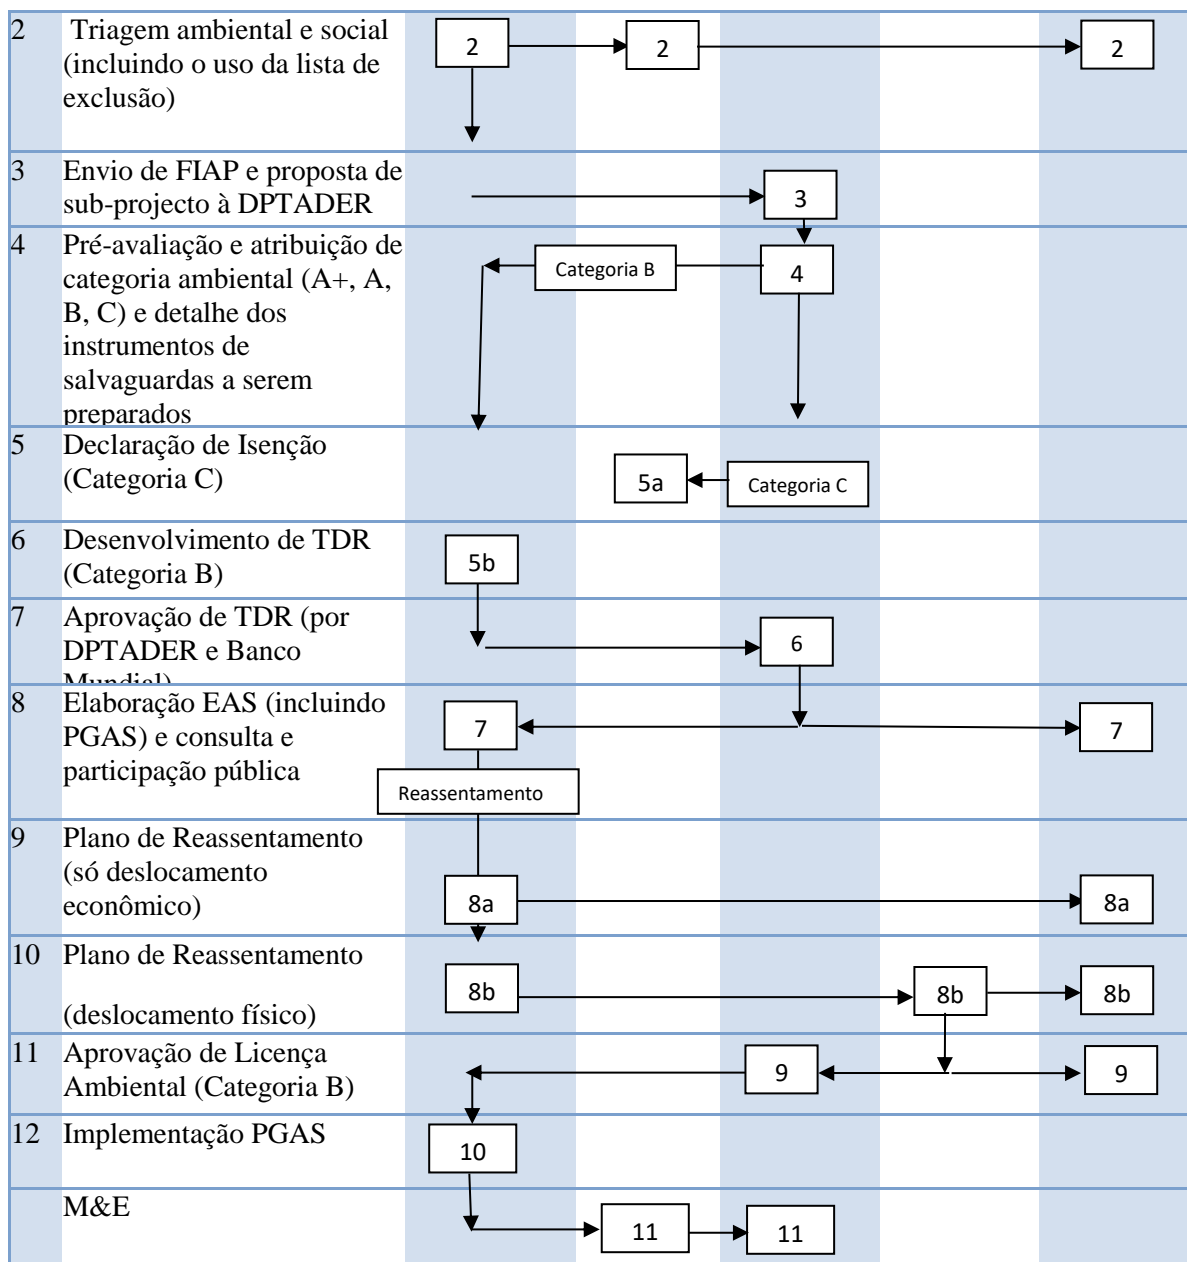 2 Triagem ambiental e social
(incluindo o uso da lista de
exclusão)
2 2 2
3 Envio de FIAP e proposta de
sub-projecto à DPTADER
3
4 Pré-avaliação e atribuição de
categoria ambiental (A+, A,
B, C) e detalhe dos
instrumentos de
salvaguardas a serem
preparados
Categoria B 4
5 Declaração de Isenção
(Categoria C)
5a Categoria C
6 Desenvolvimento de TDR
(Categoria B)
5b
7 Aprovação de TDR (por
DPTADER e Banco
Mundial)
6
8 Elaboração EAS (incluindo
PGAS) e consulta e
participação pública
7 7
Reassentamento
9 Plano de Reassentamento
(só deslocamento
econômico)
8a 8a
10 Plano de Reassentamento
(deslocamento físico)
8b 8b 8b
11 Aprovação de Licença
Ambiental (Categoria B)
9 9
12 Implementação PGAS
10
M&E
11 11